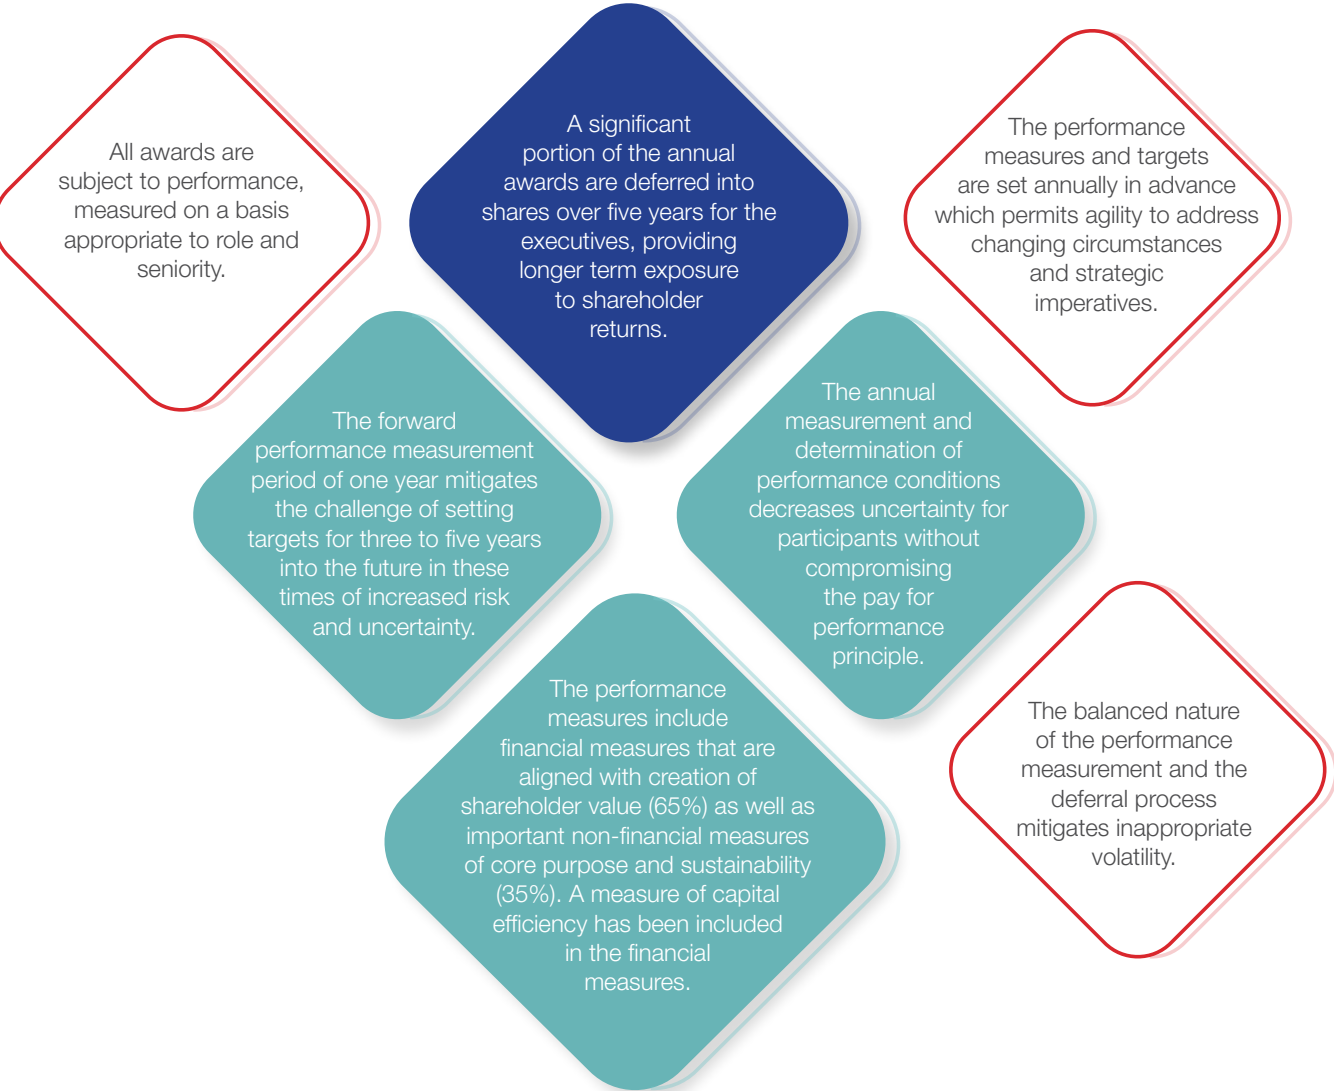 All awards are
subject to performance,
measured on a basis
appropriate to role and
seniority.
A significant
portion of the annual
awards are deferred into
shares over five years for the
executives, providing
longer term exposure
to shareholder
returns.
The performance
measures and targets
are set annually in advance
which permits agility to address
changing circumstances
and strategic
imperatives.
The forward
performance measurement
period of one year mitigates
the challenge of setting
targets for three to five years
into the future in these
times of increased risk
and uncertainty.
The annual
measurement and
determination of
performance conditions
decreases uncertainty for
participants without
compromising
the pay for
performance
principle.
The performance
measures include
financial measures that are
aligned with creation of
shareholder value (65%) as well as
important non-financial measures
of core purpose and sustainability
(35%). A measure of capital
efficiency has been included
in the financial
measures.
The balanced nature
of the performance
measurement and the
deferral process
mitigates inappropriate
volatility.